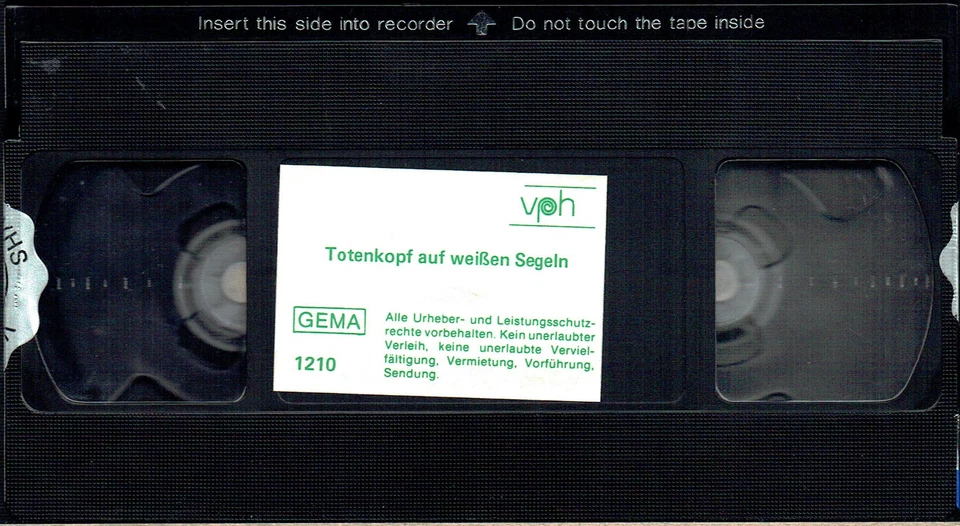 Insert this side into recorder Do not touch the tape inside
vph
Totenkopf auf weißen Segeln
GEMA
1210
Alle Urheber- und Leistungsschutz-
rechte vorbehalten. Kein unerlaubter
Verleih, keine unerlaubte Verviel-
fältigung, Vermietung, Vorführung,
Sendung.
VHS